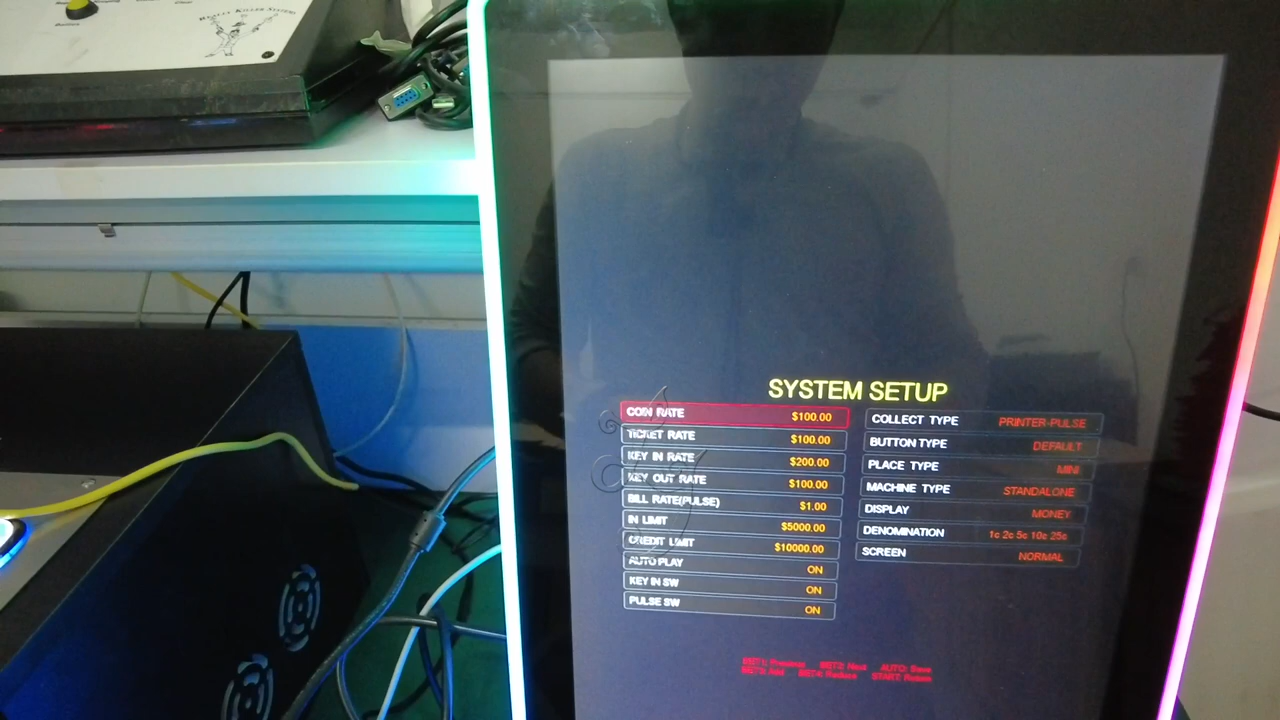 SYSTEM SETUP
COIN RATE $100.00
TICKET RATE $100.00
KEY IN RATE $200.00
KEY OUT RATE $100.00
BILL RATE(PULSE) $1.00
IN LIMIT $5000.00
CREDIT LIMIT $10000.00
AUTO PLAY ON
KEY IN SW ON
PULSE SW ON
COLLECT TYPE PRINTER-PULSE
BUTTON TYPE DEFAULT
PLACE TYPE MINI
MACHINE TYPE STANDALONE
DISPLAY MONEY
DENOMINATION 1c 2c 5c 10c 25c
SCREEN NORMAL
BET1: Previous BET2: Next AUTO: Save
BET3: Add BET4: Reduce START: